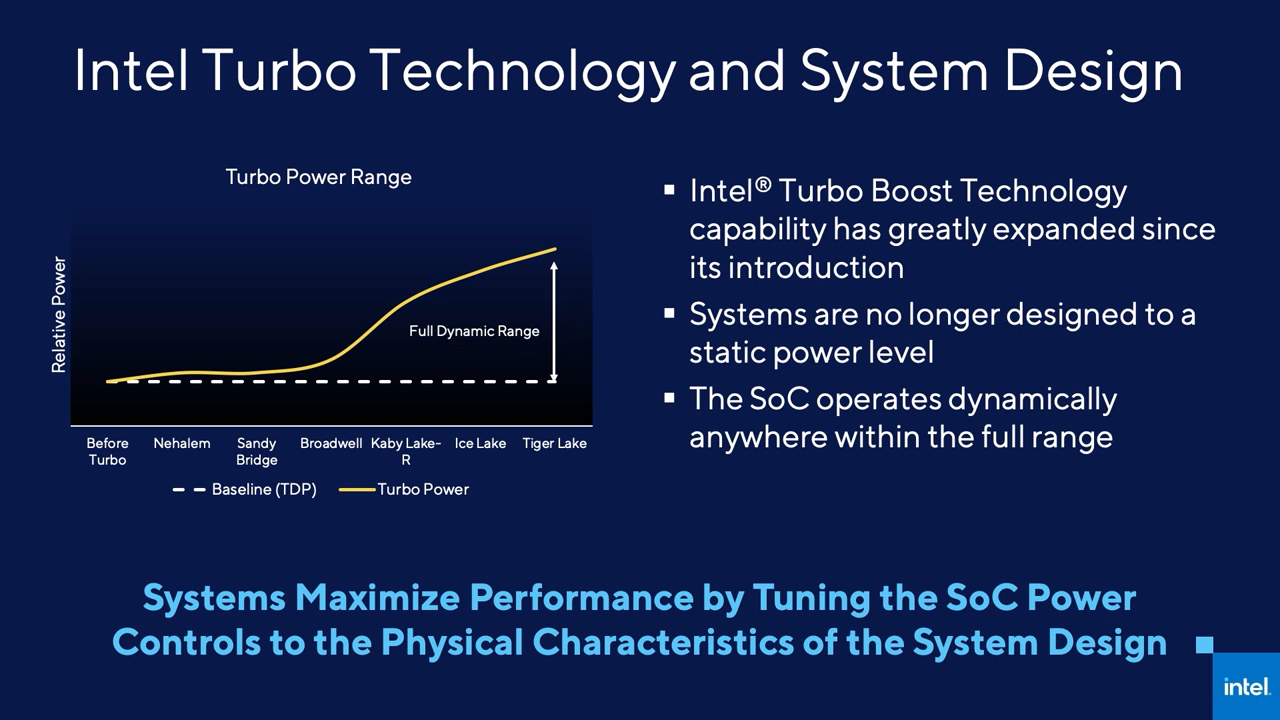 Intel Turbo Technology and System Design
Turbo Power Range
Relative Power
Full Dynamic Range
Before
Turbo
Nehalem
Sandy
Bridge
Broadwell
Kaby Lake-
R
Ice Lake
Tiger Lake
Baseline (TDP)
Turbo Power
▪ Intel® Turbo Boost Technology
capability has greatly expanded since
its introduction
▪ Systems are no longer designed to a
static power level
▪ The SoC operates dynamically
anywhere within the full range
Systems Maximize Performance by Tuning the SoC Power
Controls to the Physical Characteristics of the System Design
intel.